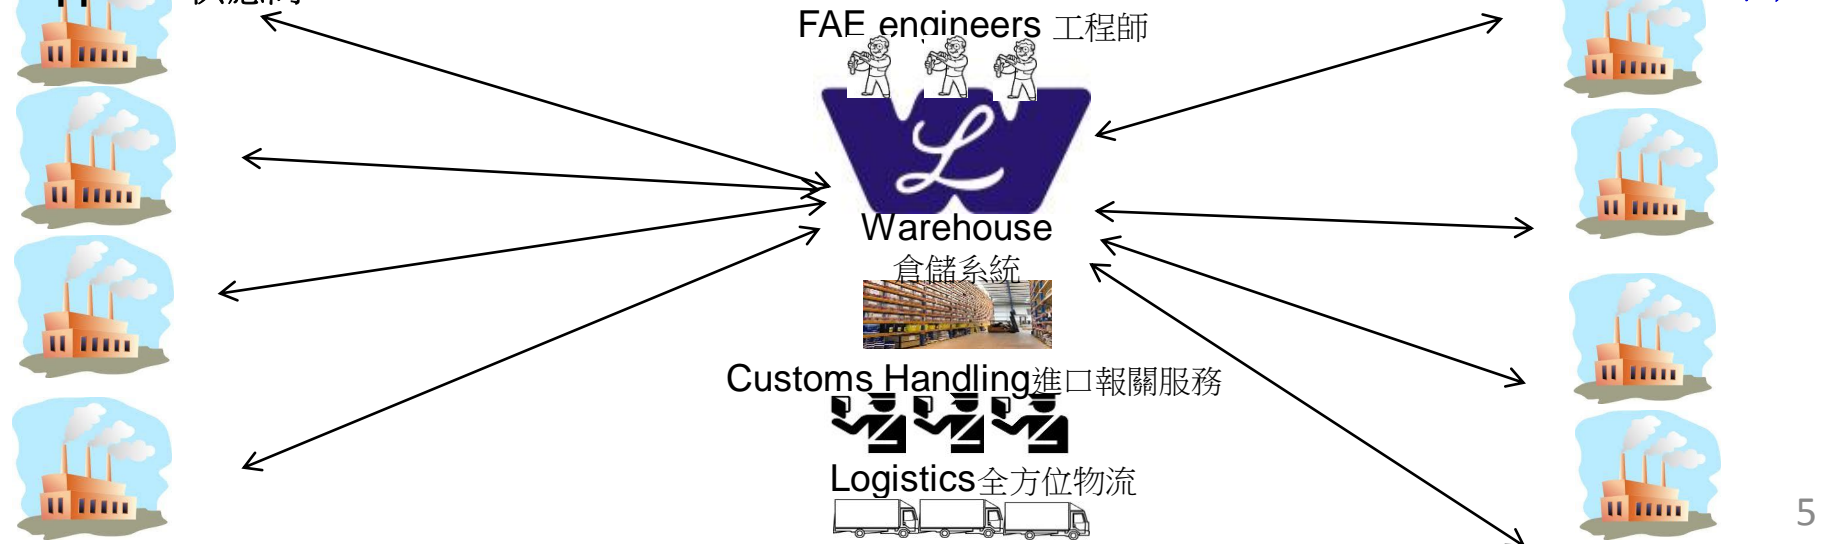 FAE engineers 工程師
L
Warehouse
倉儲系統
Customs Handling進口報關服務
Logistics全方位物流
5